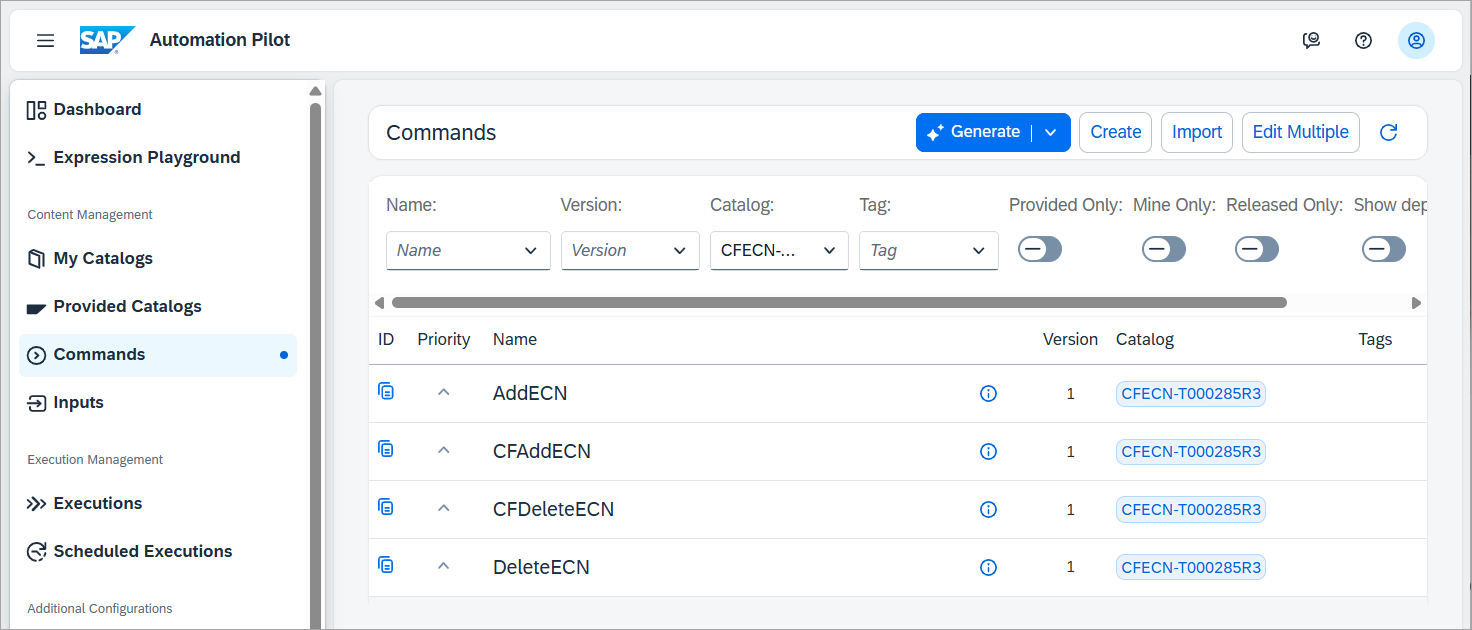 SAP Automation Pilot
Dashboard
Expression Playground
Content Management
My Catalogs
Provided Catalogs
Commands
Inputs
Execution Management
Executions
Scheduled Executions
Additional Configurations
Commands
Generate Create Import Edit Multiple
Name: Version: Catalog: Tag: Provided Only: Mine Only: Released Only: Show dep
Name Version CFECN-... Tag
ID Priority Name Version Catalog Tags
AddECN 1 CFECN-T000285R3
CFAddECN 1 CFECN-T000285R3
CFDeleteECN 1 CFECN-T000285R3
DeleteECN 1 CFECN-T000285R3